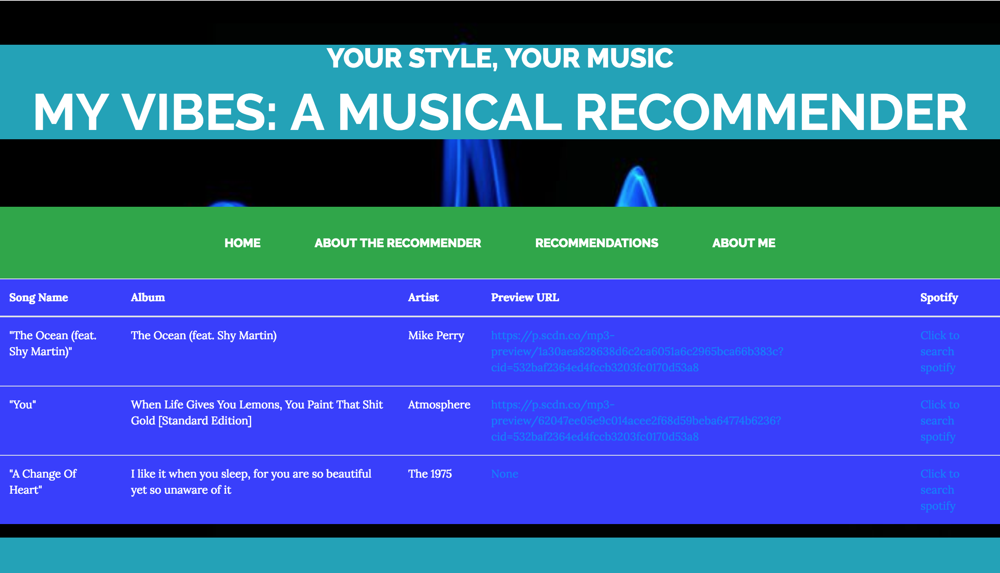 YOUR STYLE, YOUR MUSIC
MY VIBES: A MUSICAL RECOMMENDER
HOME ABOUT THE RECOMMENDER RECOMMENDATIONS ABOUT ME
Song Name Album Artist Preview URL Spotify
"The Ocean (feat. The Ocean (feat. Shy Martin) Mike Perry https://p.scdn.co/mp3- Click to
Shy Martin)" preview/1a30aea828638d6c2ca6051a6c2965bca66b383c? search
cid=532baf2364ed4fccb3203fc0170d53a8 spotify
"You" When Life Gives You Lemons, You Paint That Shit Atmosphere https://p.scdn.co/mp3- Click to
Gold [Standard Edition] preview/62047ee05e9c014acee2f68d59beba64774b6236? search
cid=532baf2364ed4fccb3203fc0170d53a8 spotify
"A Change Of I like it when you sleep, for you are so beautiful The 1975 None Click to
Heart" yet so unaware of it search
spotify